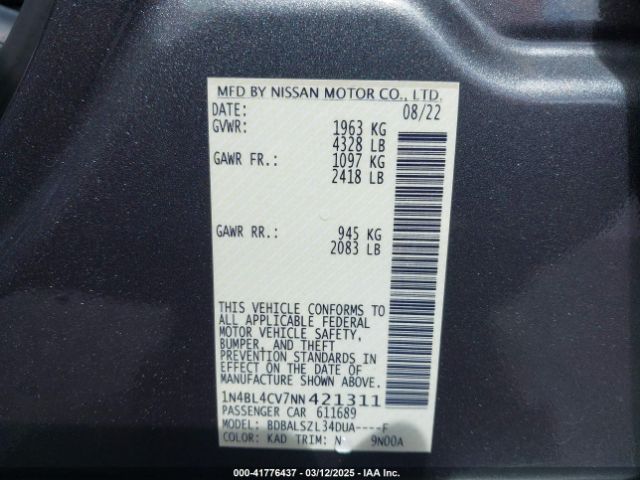 MFD BY NISSAN MOTOR CO., LTD.
DATE: 08/22
GVWR: 1963 KG
4328 LB
GAWR FR.: 1097 KG
2418 LB
GAWR RR.: 945 KG
2083 LB
THIS VEHICLE CONFORMS TO
ALL APPLICABLE FEDERAL
MOTOR VEHICLE SAFETY,
BUMPER, AND THEFT
PREVENTION STANDARDS IN
EFFECT ON THE DATE OF
MANUFACTURE SHOWN ABOVE.
1N4BL4CV7NN421311
PASSENGER CAR 611689
MODEL: BDBALSZL34DUA----F
COLOR: KAD TRIM: 9N00A
000-41776437 - 03/12/2025 - IAA Inc.